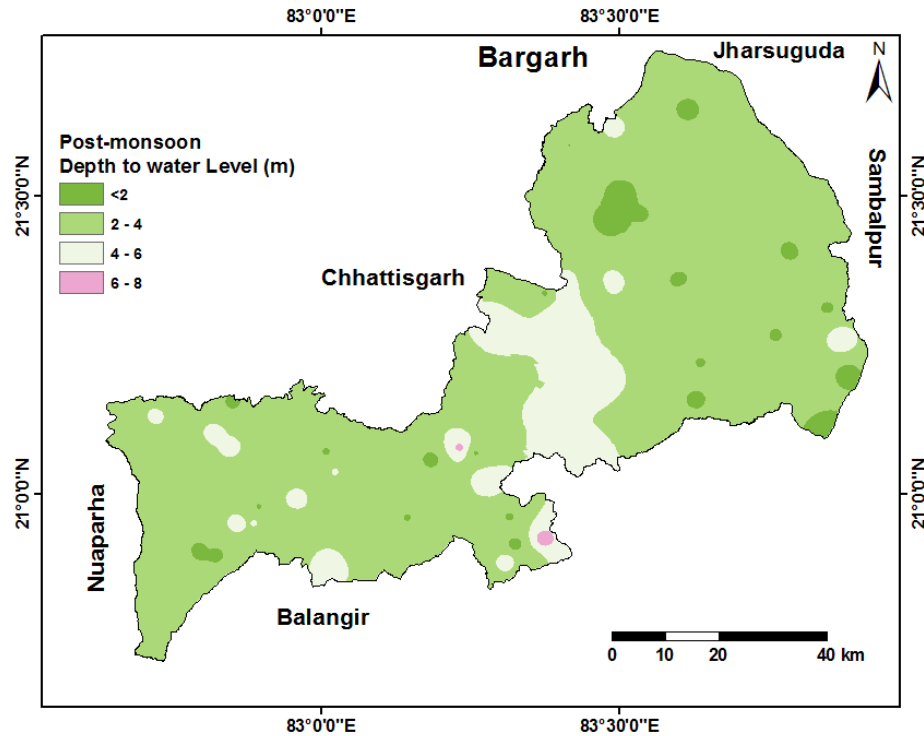 83°0'0"E
83°30'0"E
Bargarh
Jharsuguda
N
Post-monsoon
Depth to water Level (m)
<2
2 - 4
4 - 6
6 - 8
21°30'0"N
21°30'0"N
Sambalpur
Chhattisgarh
21°0'0"N
21°0'0"N
Nuaparha
Balangir
0 10 20 40 km
83°0'0"E
83°30'0"E